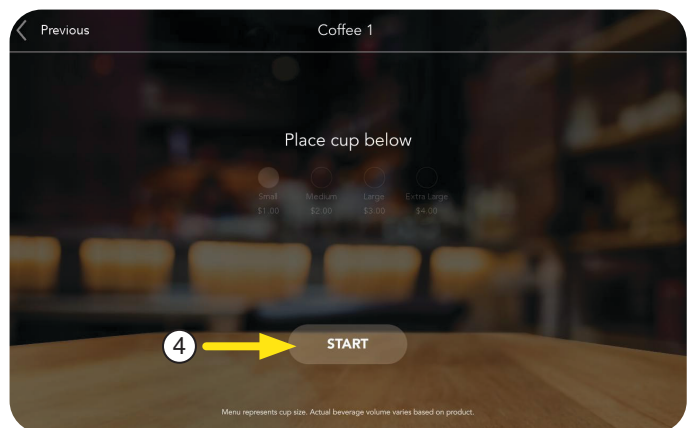 Previous
Coffee 1
Place cup below
Small Medium Large Extra Large
$1.00 $2.00 $3.00 $4.00
4
START
Menu represents cup size. Actual beverage volume varies based on product.